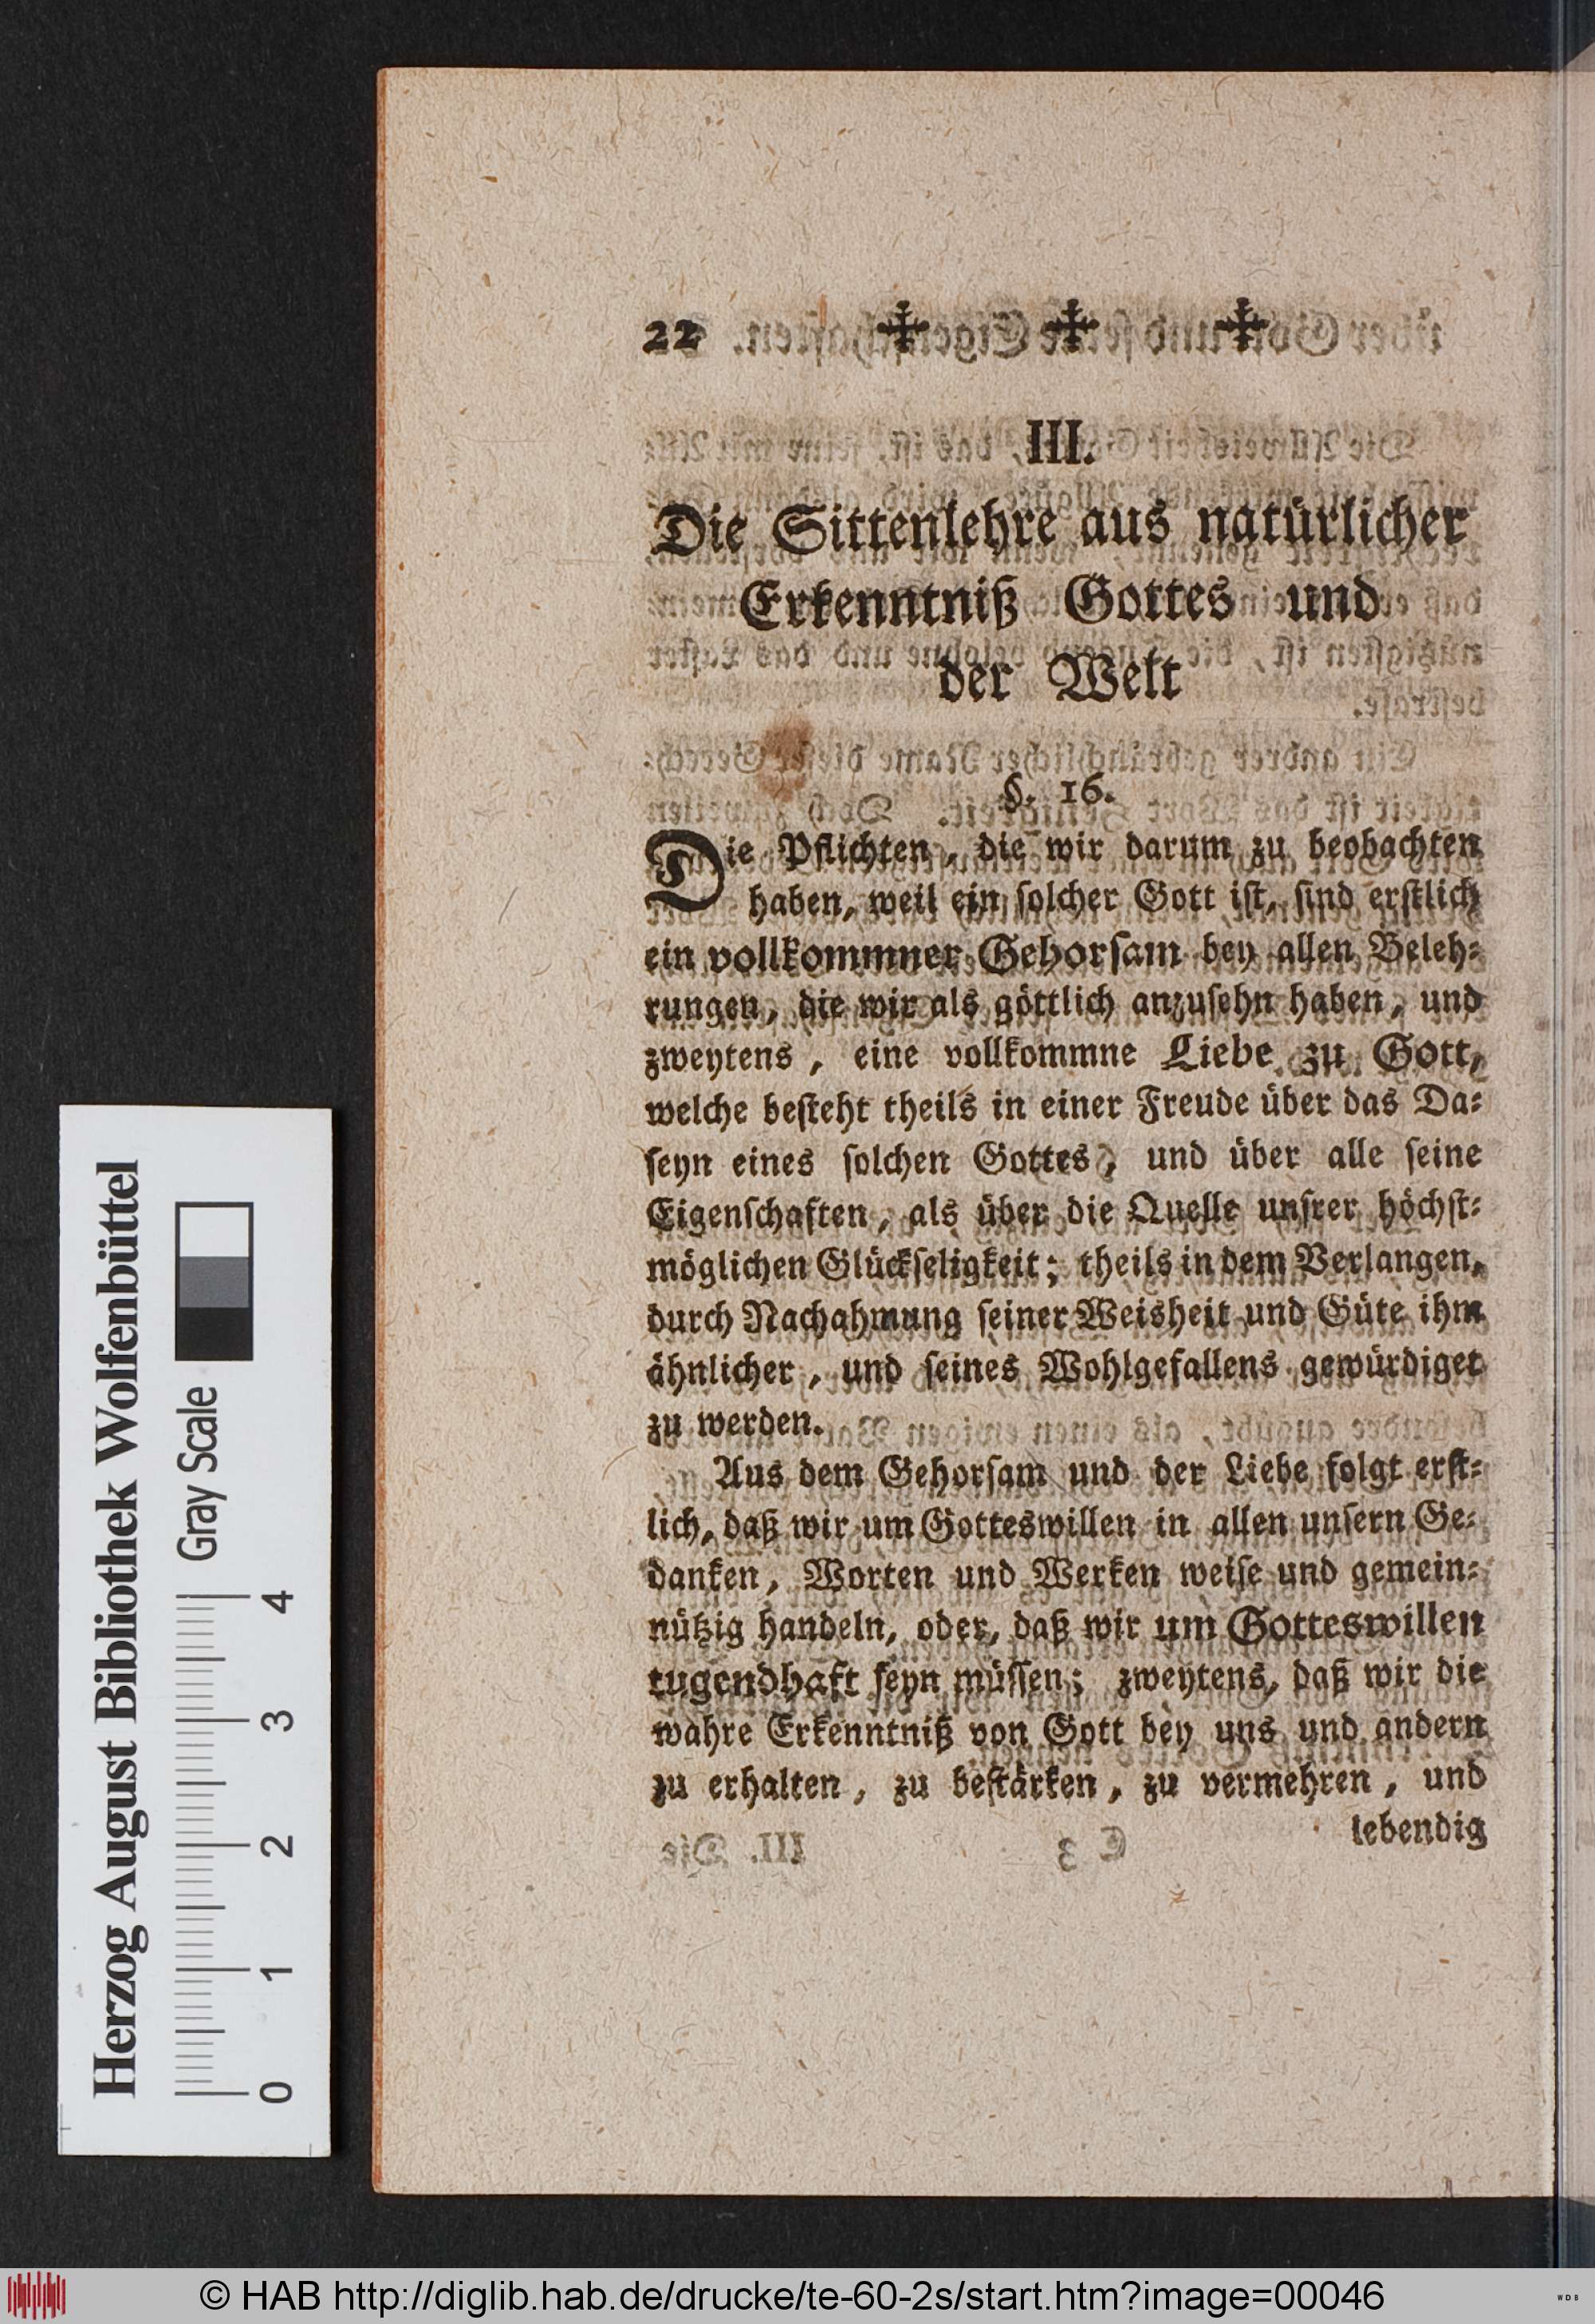 22
III.
Die Sittenlehre aus natürlicher
Erkenntniß Gottes und
der Welt
§. 16.
Die Pflichten, die wir darum zu beobachten
haben, weil ein ſolcher Gott iſt, ſind erſtlich
ein vollkommner Gehorſam bey allen Beleh⸗
rungen, die wir als göttlich anzuſehn haben, und
zweytens, eine vollkommne Liebe zu Gott,
welche beſteht theils in einer Freude über das Da⸗
ſeyn eines ſolchen Gottes, und über alle ſeine
Eigenſchaften, als über die Quelle unſrer höchſt⸗
möglichen Glückſeligkeit; theils in dem Verlangen,
durch Nachahmung ſeiner Weisheit und Güte ihm
ähnlicher, und ſeines Wohlgefallens gewürdiget
zu werden.
Aus dem Gehorſam und der Liebe folgt erſt⸗
lich, daß wir um Gotteswillen in allen unſern Ge⸗
danken, Worten und Werken weiſe und gemein⸗
nützig handeln, oder, daß wir um Gotteswillen
tugendhaft ſeyn müſſen; zweytens, daß wir die
wahre Erkenntniß von Gott bey uns und andern
zu erhalten, zu beſtärken, zu vermehren, und
lebendig
Herzog August Bibliothek Wolfenbüttel
Gray Scale
0 1 2 3 4
© HAB http://diglib.hab.de/drucke/te-60-2s/start.htm?image=00046
WDB